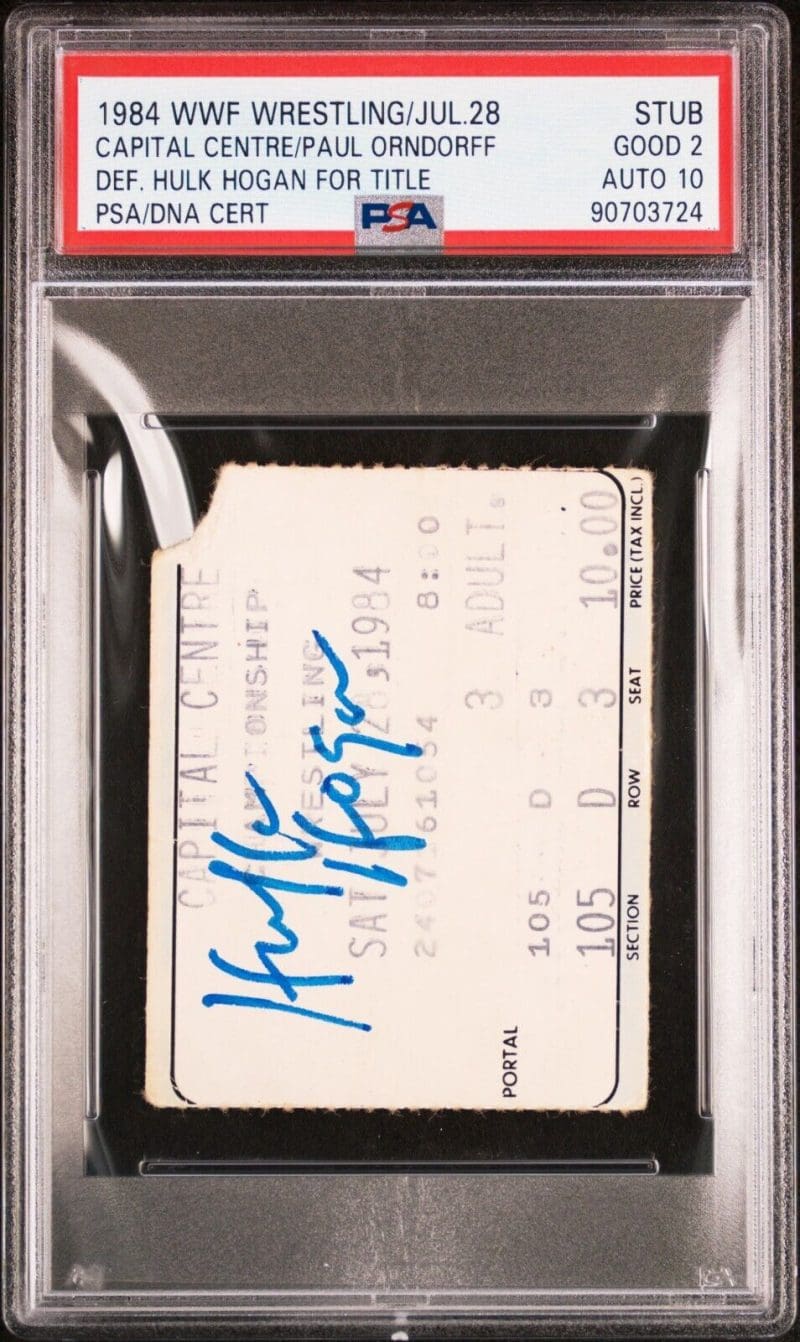 1984 WWF WRESTLING/JUL.28 STUB
CAPITAL CENTRE/PAUL ORNDORFF GOOD 2
DEF. HULK HOGAN FOR TITLE AUTO 10
PSA/DNA CERT PSA 90703724
CAPITAL CENTRE
CHAMPIONSHIP
WRESTLING
SAT JULY 28,1984 8:00
3 ADULT.
105 D 3
105 D 3 10.00
PORTAL
SECTION ROW SEAT PRICE (TAX INCL.)
Hulk
Hogan